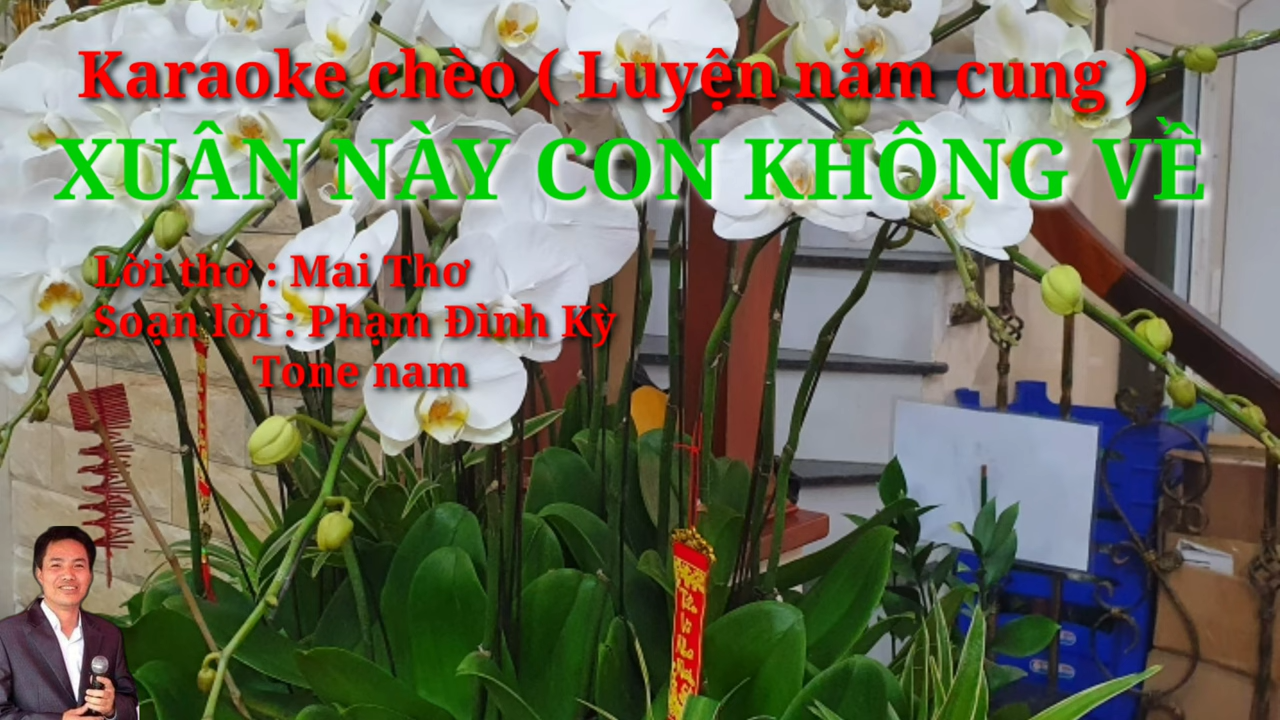 Karaoke chèo ( Luyện năm cung )
XUÂN NÀY CON KHÔNG VỀ
Lời thơ : Mai Thơ
Soạn lời : Phạm Đình Kỳ
Tone nam